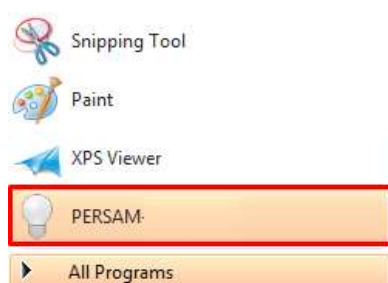 Snipping Tool
Paint
XPS Viewer
PERSAM-
All Programs